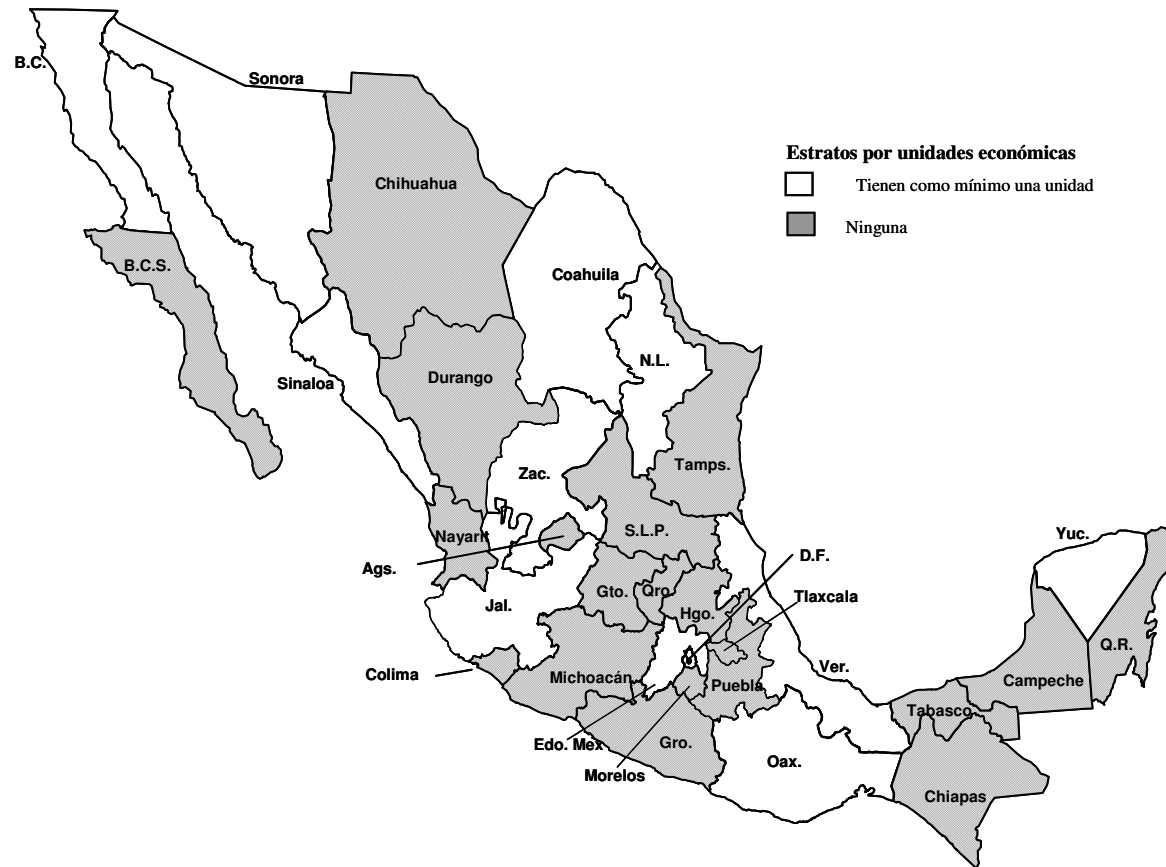 B.C.
Sonora
Estratos por unidades económicas
Tienen como mínimo una unidad
Ninguna
Chihuahua
B.C.S.
Coahuila
N.L.
Durango
Sinaloa
Tamps.
Zac.
S.L.P.
Nayarit
Yuc.
D.F.
Ags.
Gto.
Qro.
Tlaxcala
Jal.
Hgo.
Q.R.
Ver.
Colima
Michoacán
Puebla
Campeche
Tabasco
Edo. Mex
Gro.
Oax.
Morelos
Chiapas